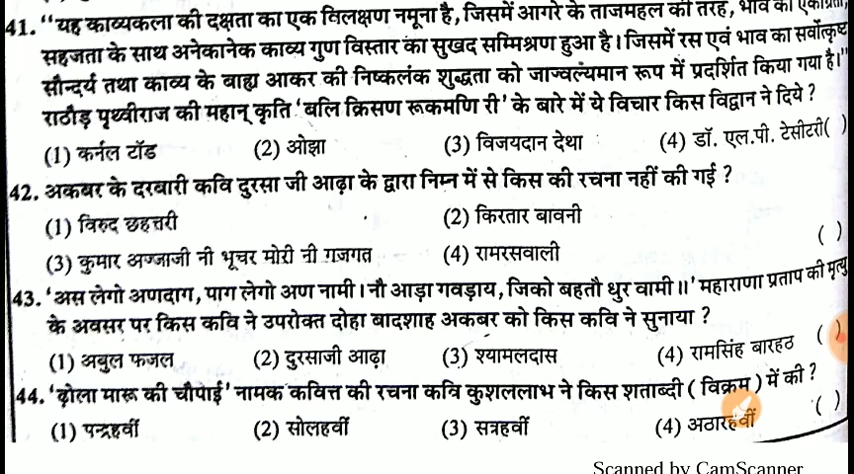 41. ‘‘यह काव्यकला की दक्षता का एक विलक्षण नमूना है, जिसमें आगरे के ताजमहल की तरह, भाव की एकाग्रता,
सहजता के साथ अनेकानेक काव्य गुण विस्तार का सुखद सम्मिश्रण हुआ है। जिसमें रस एवं भाव का सर्वोत्कृष्ट
सौन्दर्य तथा काव्य के बाह्य आकर की निष्कलंक शुद्धता को जाज्वल्यमान रूप में प्रदर्शित किया गया है।’’
राठौड़ पृथ्वीराज की महान् कृति ‘बलि क्रिसण रूकमणि री’ के बारे में ये विचार किस विद्वान ने दिये ?
(1) कर्नल टॉड (2) ओझा (3) विजयदान देथा (4) डॉ. एल.पी. टेसीटरी( )
42. अकबर के दरबारी कवि दुरसा जी आढ़ा के द्वारा निम्न में से किस की रचना नहीं की गई ?
(1) विरुद छहत्तरी (2) किरतार बावनी
(3) कुमार अज्जाजी नी भूचर मोरी नी गजगत (4) रामरसवाली ( )
43. ‘अस लेगो अणदाग, पाग लेगो अण नामी। नौ आड़ा गवड़ाय, जिको बहतौ धुर वामी॥’ महाराणा प्रताप की मृत्यु
के अवसर पर किस कवि ने उपरोक्त दोहा बादशाह अकबर को किस कवि ने सुनाया ?
(1) अबुल फजल (2) दुरसाजी आढ़ा (3) श्यामलदास (4) रामसिंह बारहठ ( )
44. ‘ढ़ोला मारू की चौपाई’ नामक कवित्त की रचना कवि कुशललाभ ने किस शताब्दी ( विक्रम ) में की ?
(1) पन्द्रहवीं (2) सोलहवीं (3) सत्रहवीं (4) अठारहवीं ( )
Scanned by CamScanner